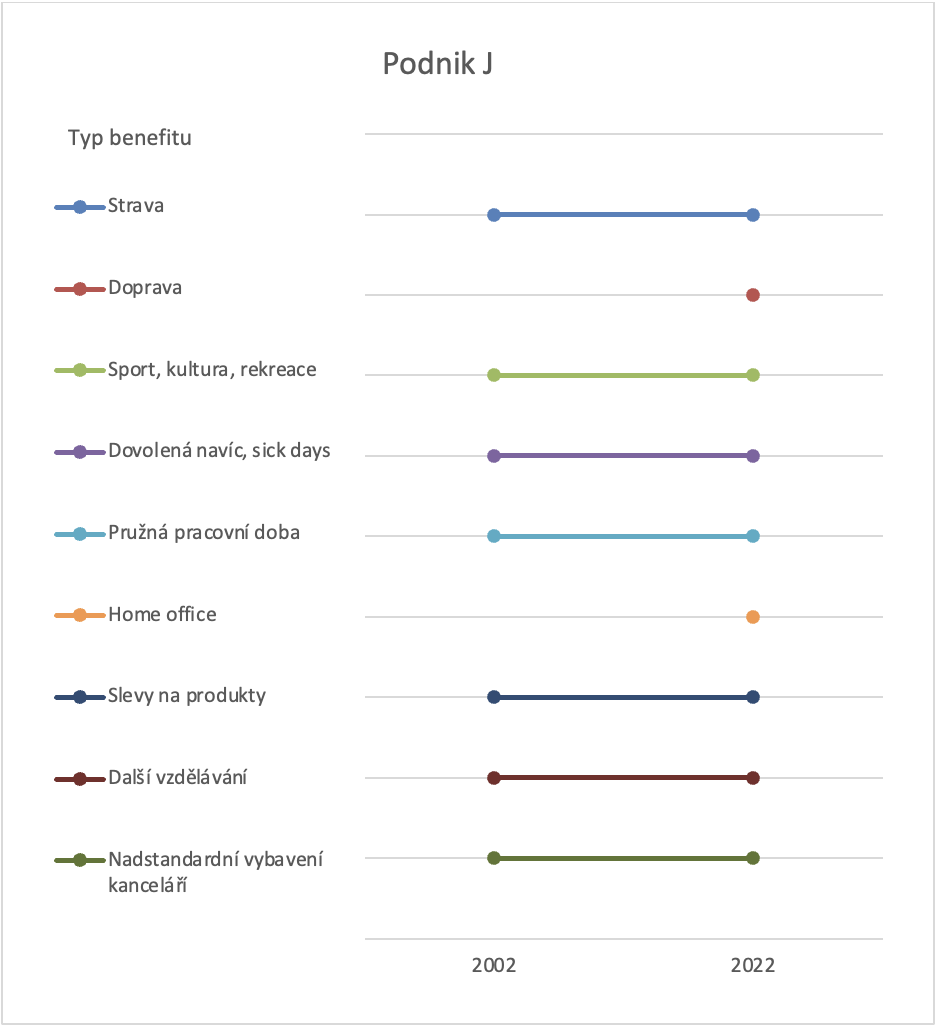 Podnik J
Typ benefitu
Strava
Doprava
Sport, kultura, rekreace
Dovolená navíc, sick days
Pružná pracovní doba
Home office
Slevy na produkty
Další vzdělávání
Nadstandardní vybavení
kanceláří
2002
2022